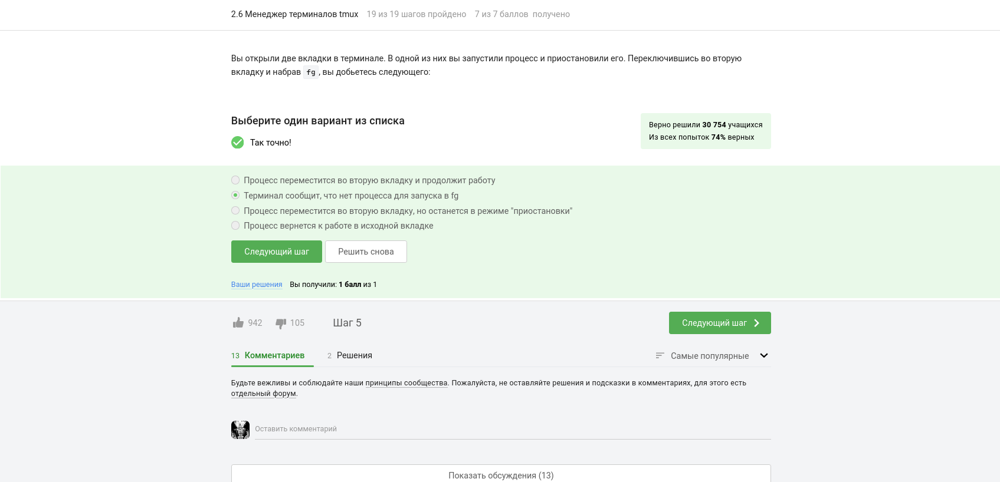 2.6 Менеджер терминалов tmux 19 из 19 шагов пройдено 7 из 7 баллов получено
Вы открыли две вкладки в терминале. В одной из них вы запустили процесс и приостановили его. Переключившись во вторую
вкладку и набрав fg, вы добьетесь следующего:
Выберите один вариант из списка
Верно решили 30 754 учащихся
Из всех попыток 74% верных
Так точно!
Процесс переместится во вторую вкладку и продолжит работу
Терминал сообщит, что нет процесса для запуска в fg
Процесс переместится во вторую вкладку, но останется в режиме "приостановки"
Процесс вернется к работе в исходной вкладке
Следующий шаг Решить снова
Ваши решения Вы получили: 1 балл из 1
942 105 Шаг 5 Следующий шаг
13 Комментариев 2 Решения Самые популярные
Будьте вежливы и соблюдайте наши принципы сообщества. Пожалуйста, не оставляйте решения и подсказки в комментариях, для этого есть
отдельный форум.
Оставить комментарий
Показать обсуждения (13)